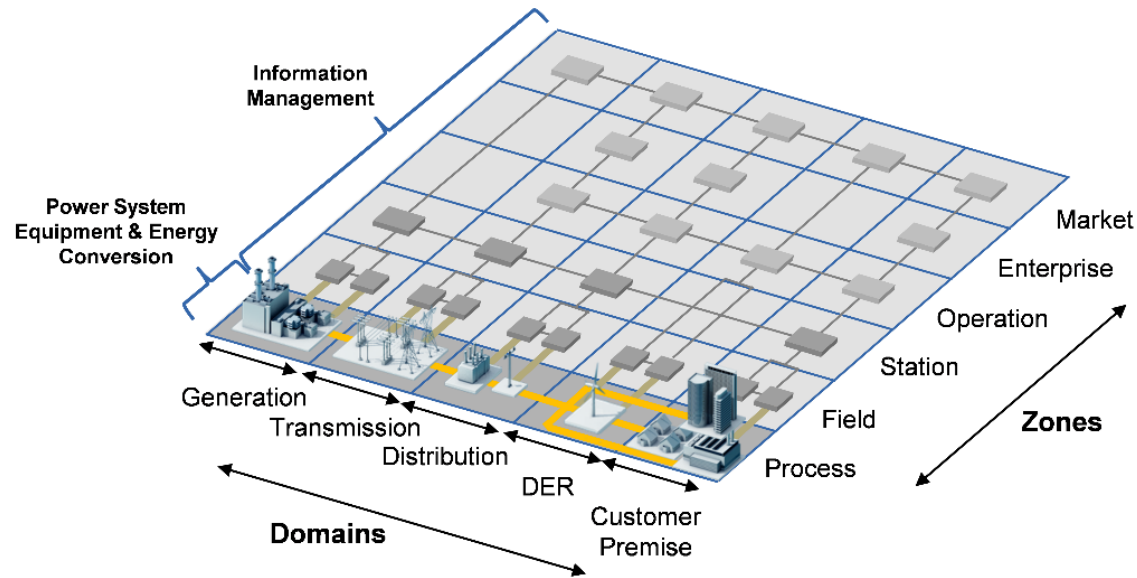 Information
Management
Power System
Equipment & Energy
Conversion
Market
Enterprise
Operation
Station
Field
Process
Zones
Generation
Transmission
Distribution
DER
Customer
Premise
Domains